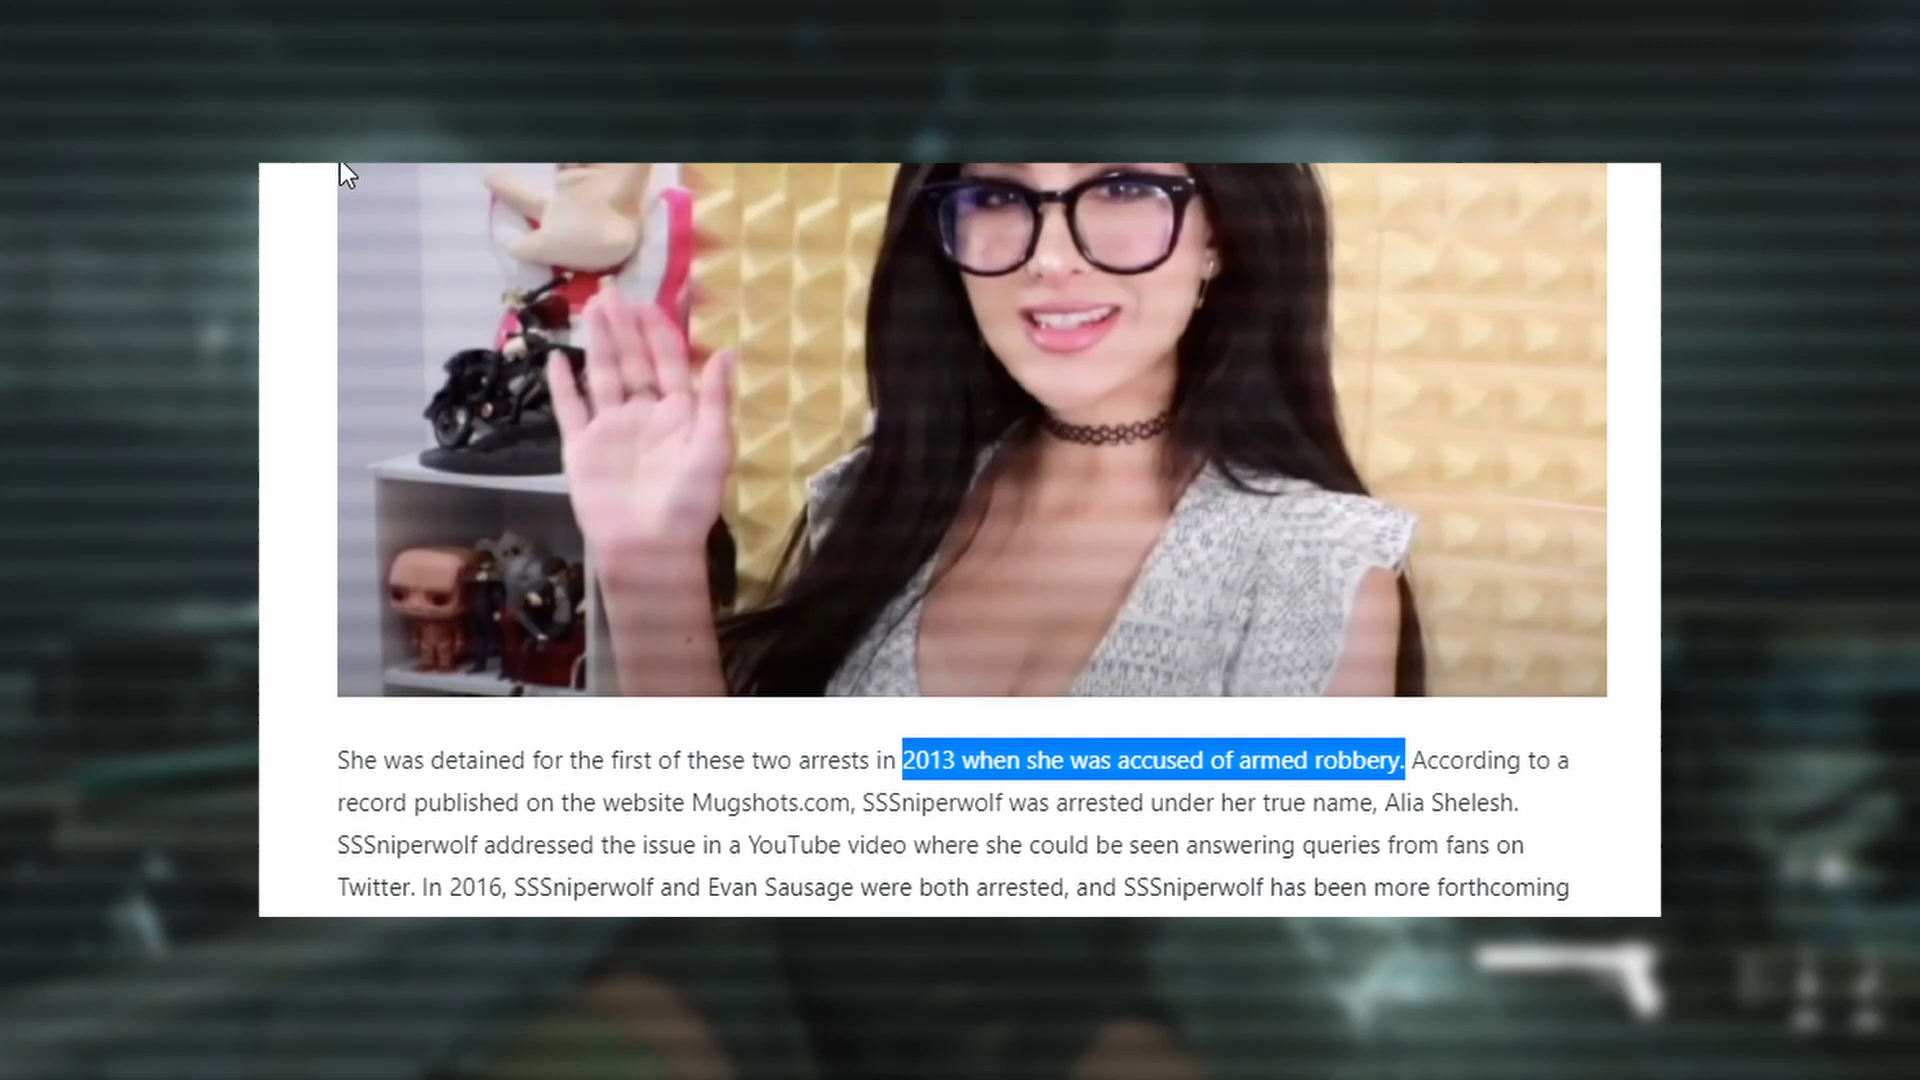 She was detained for the first of these two arrests in 2013 when she was accused of armed robbery. According to a
record published on the website Mugshots.com, SSSniperwolf was arrested under her true name, Alia Shelesh.
SSSniperwolf addressed the issue in a YouTube video where she could be seen answering queries from fans on
Twitter. In 2016, SSSniperwolf and Evan Sausage were both arrested, and SSSniperwolf has been more forthcoming